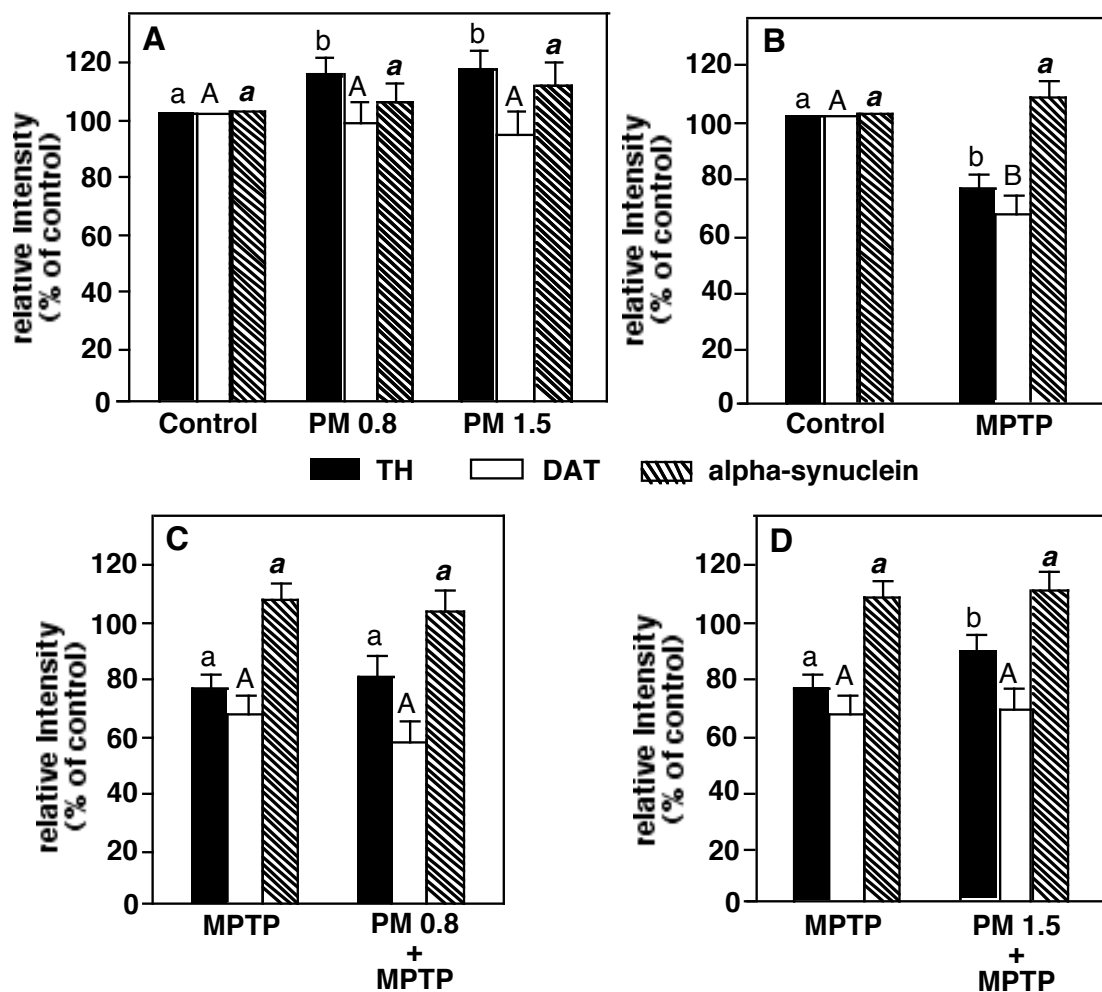 A
relative Intensity
(% of control)
120
100
80
60
40
20
0
a A a
b A a
b A a
Control PM 0.8 PM 1.5
B
relative Intensity
(% of control)
120
100
80
60
40
20
0
a A a
b B a
Control MPTP
TH DAT alpha-synuclein
C
relative Intensity
(% of control)
120
100
80
60
40
20
0
a A a
a A a
MPTP PM 0.8
+
MPTP
D
relative Intensity
(% of control)
120
100
80
60
40
20
0
a A a
b A a
MPTP PM 1.5
+
MPTP